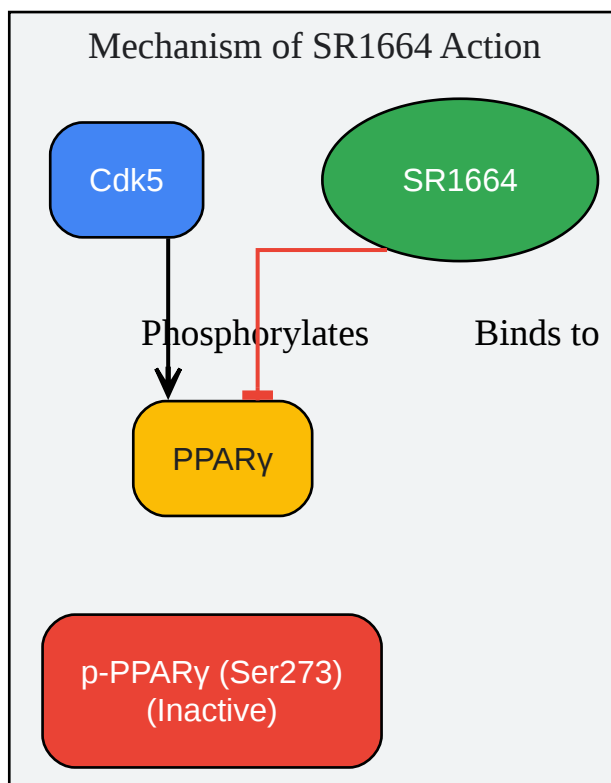 Mechanism of SR1664 Action
Cdk5
SR1664
Phosphorylates
Binds to
PPARγ
p-PPARγ (Ser273)
(Inactive)